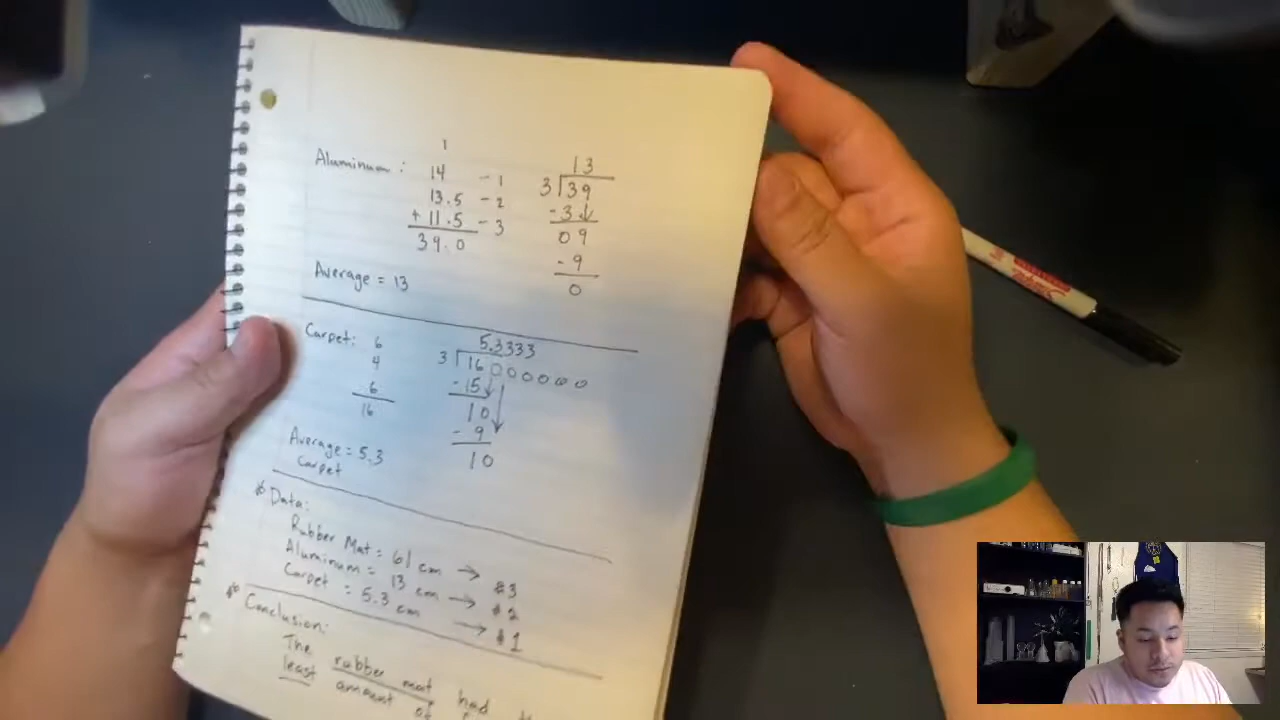 1
Aluminum: 14 - 1
13.5 - 2
+ 11.5 - 3
39.0
13
3 39
- 3
09
- 9
0
Average = 13
Carpet: 6
4
6
16
5.3333
3 16 000000
- 15
10
- 9
10
Average = 5.3
Carpet
Data:
Rubber Mat = 61 cm → #3
Aluminum = 13 cm → #2
Carpet = 5.3 cm → #1
Conclusion:
The rubber mat had
least amount of